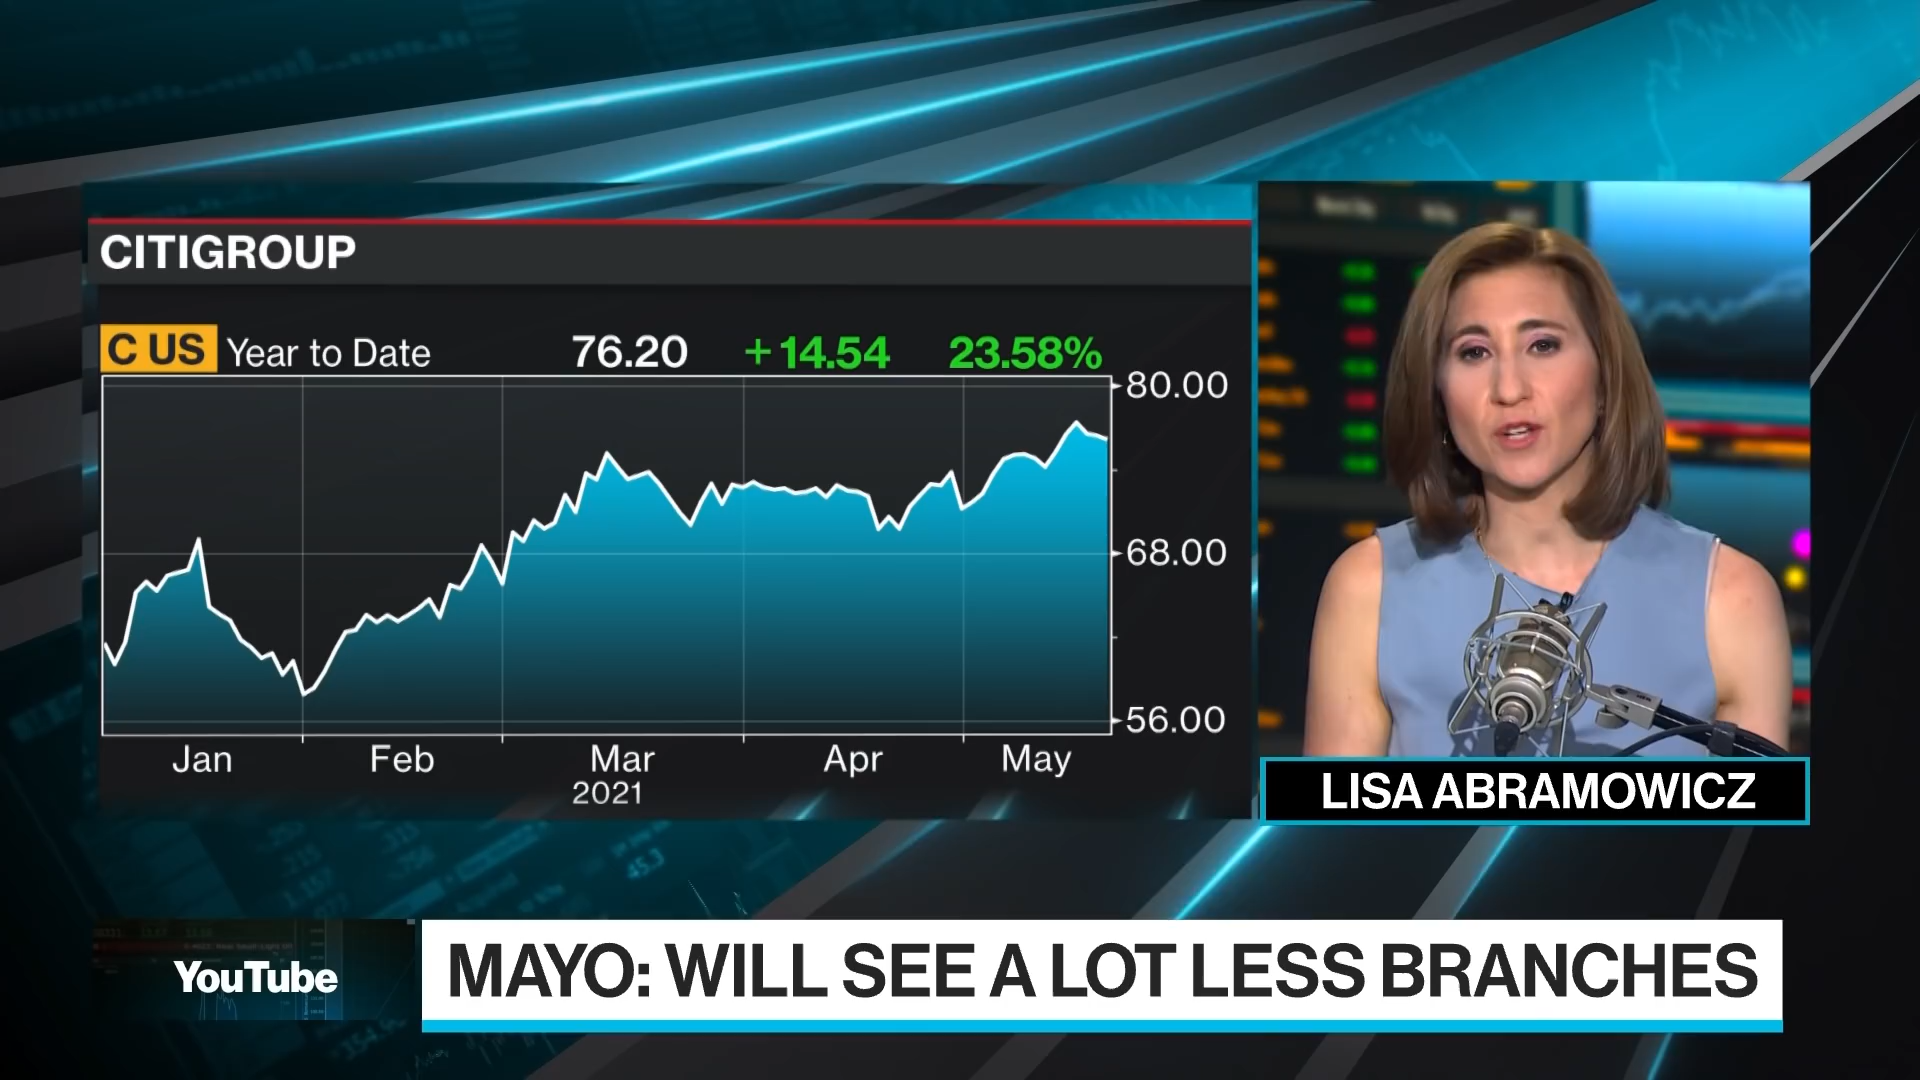 CITIGROUP
C US Year to Date 76.20 +14.54 23.58%
80.00
68.00
56.00
Jan Feb Mar Apr May
2021
LISA ABRAMOWICZ
YouTube
MAYO: WILL SEE A LOT LESS BRANCHES